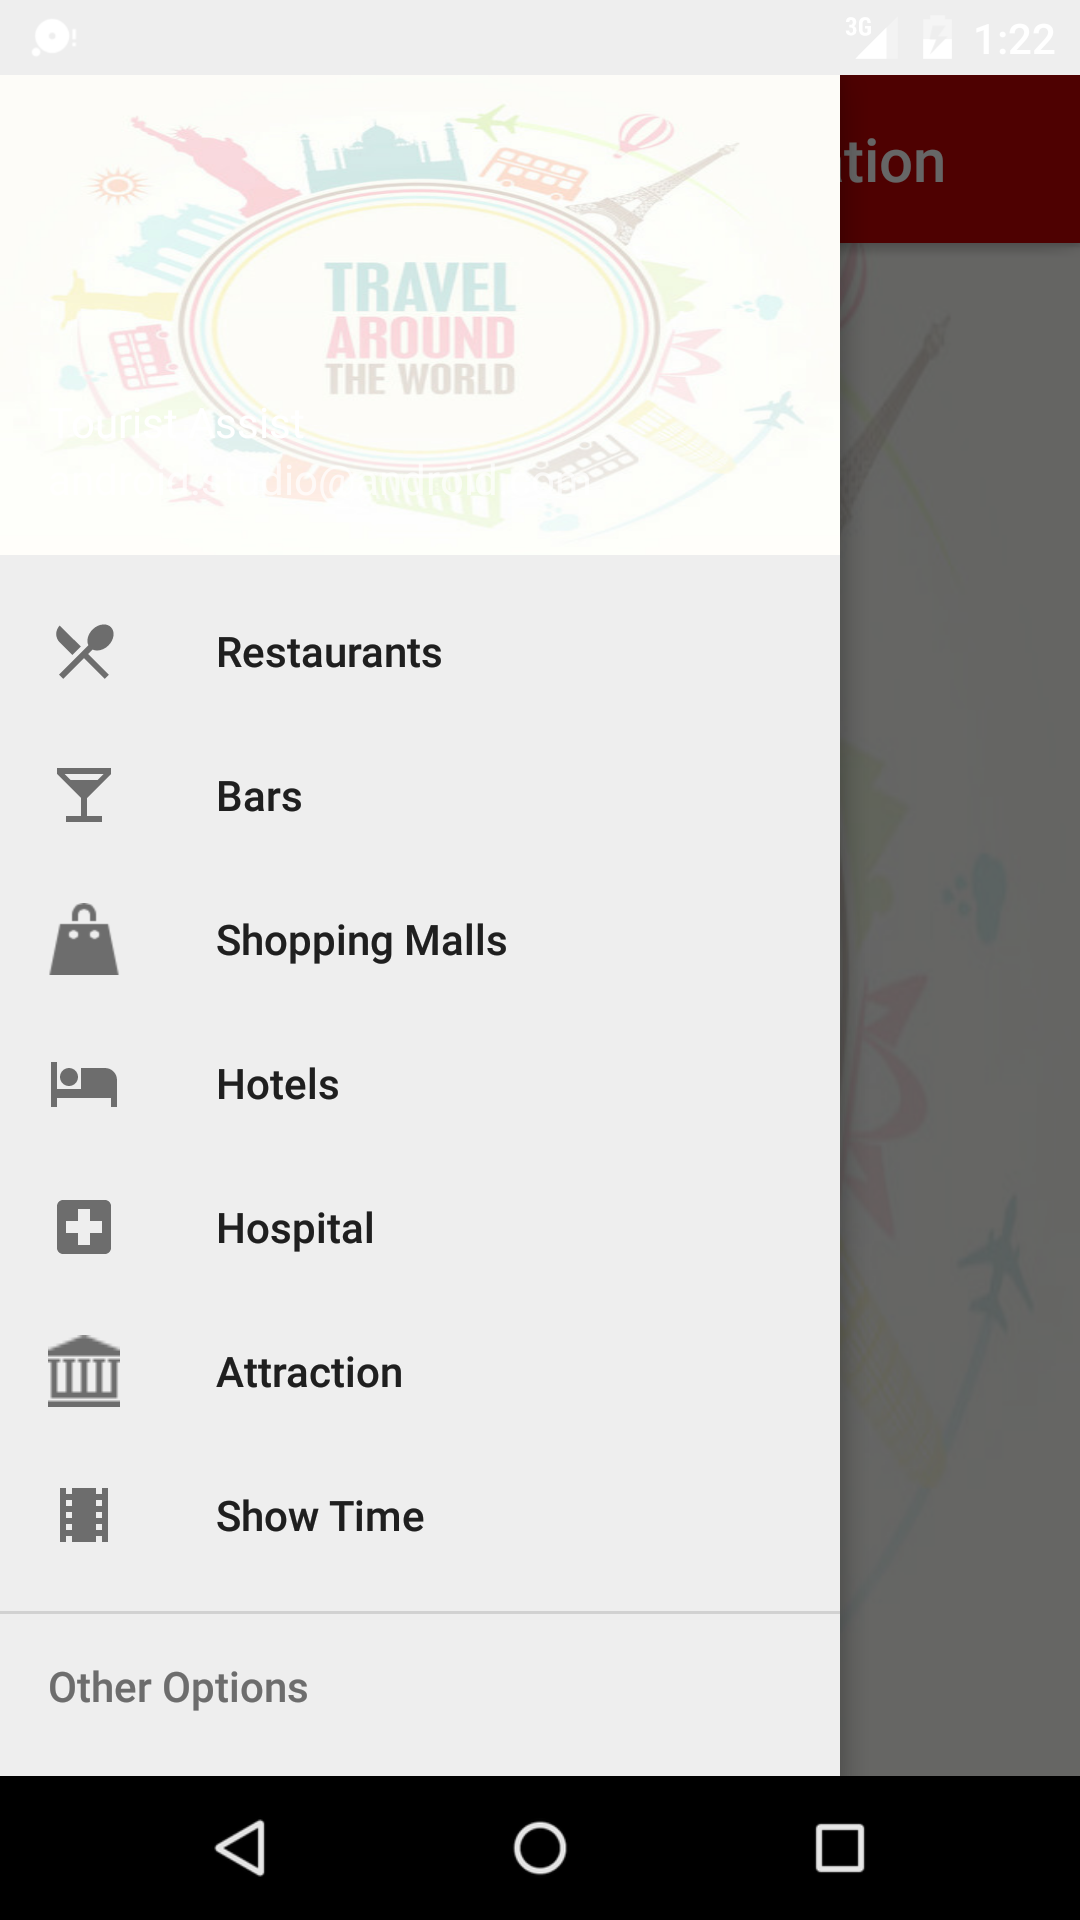 3G 1:22
tion
TRAVEL
AROUND
THE WORLD
Tourist Assist
Restaurants
Bars
Shopping Malls
Hotels
Hospital
Attraction
Show Time
Other Options